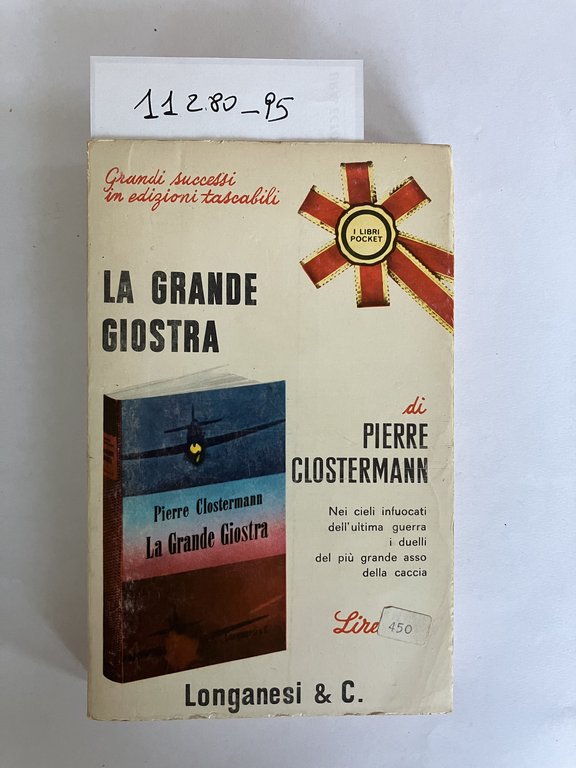 11280_95
Grandi successi
in edizioni tascabili
I LIBRI
POCKET
LA GRANDE
GIOSTRA
di
PIERRE
CLOSTERMANN
Nei cieli infuocati
dell'ultima guerra
i duelli
del più grande asso
della caccia
Pierre Clostermann
La Grande Giostra
Lire
450
Longanesi & C.